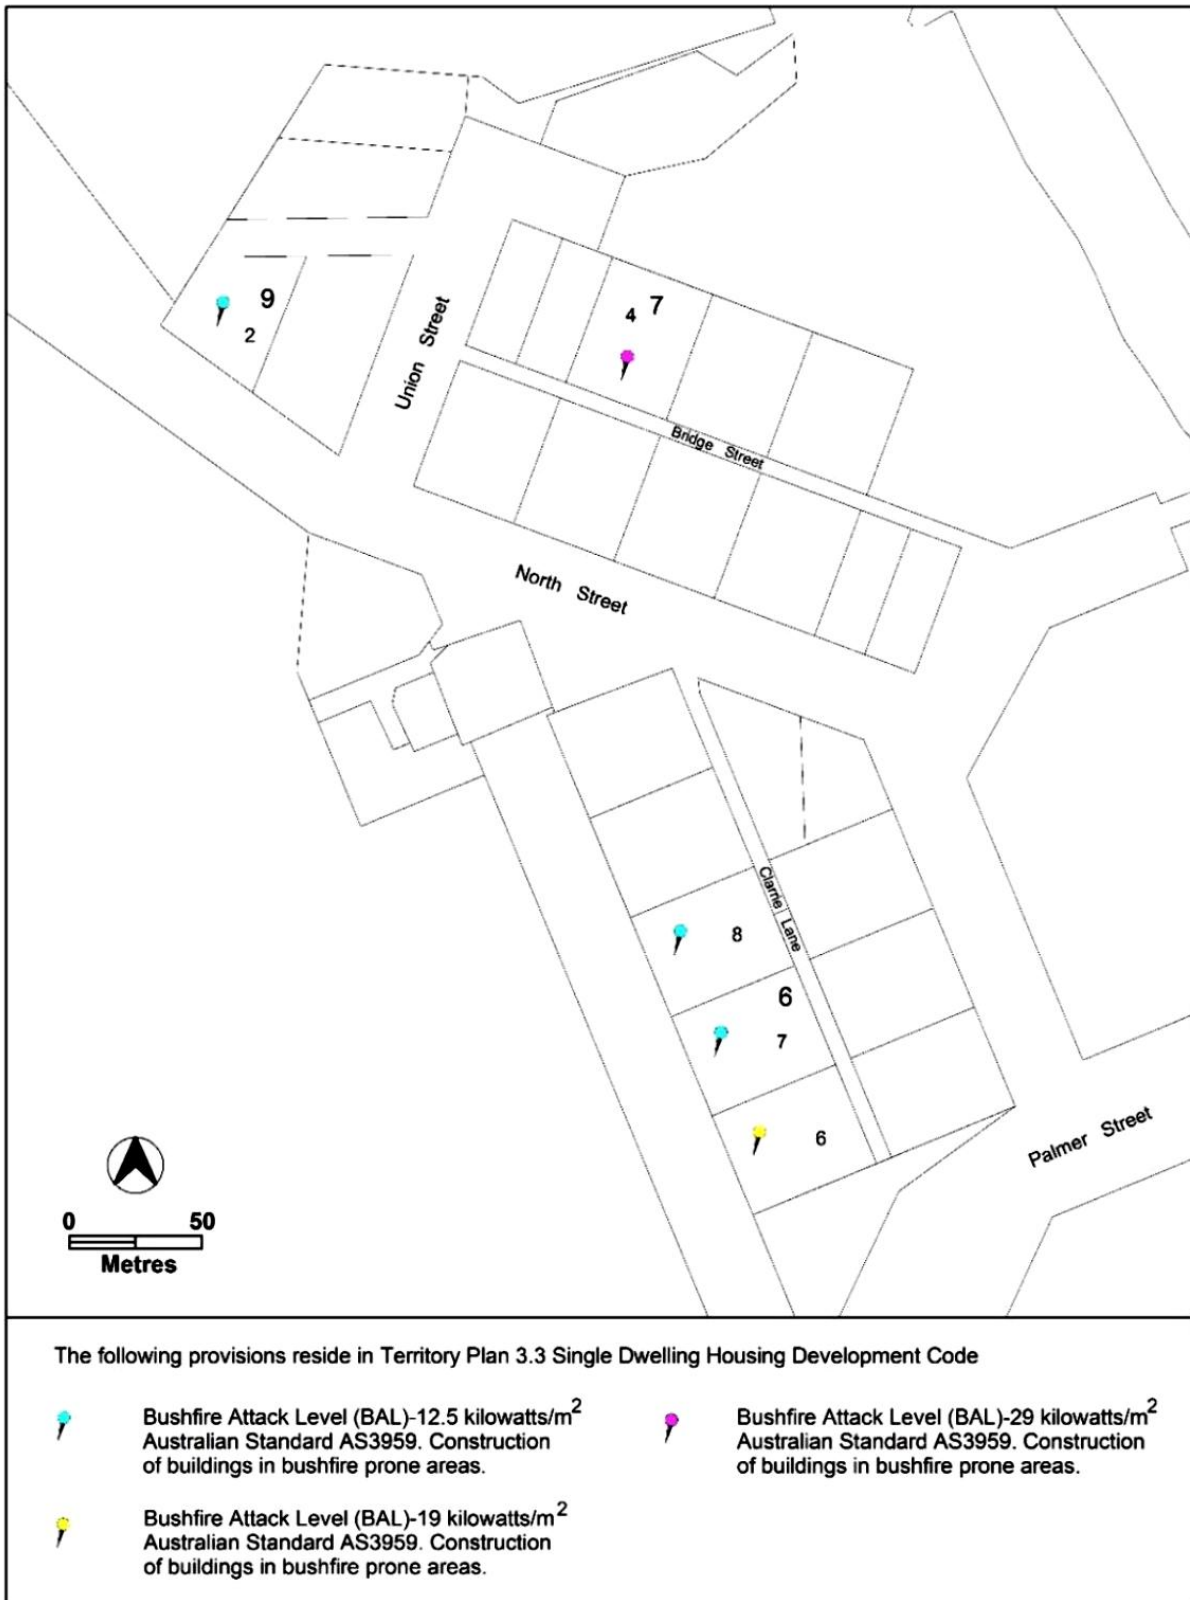 9
2
Union Street
4 7
Bridge Street
North Street
Clarne Lane
8
6
7
6
Palmer Street
0 50
Metres
The following provisions reside in Territory Plan 3.3 Single Dwelling Housing Development Code
Bushfire Attack Level (BAL)-12.5 kilowatts/m²
Australian Standard AS3959. Construction
of buildings in bushfire prone areas.
Bushfire Attack Level (BAL)-29 kilowatts/m²
Australian Standard AS3959. Construction
of buildings in bushfire prone areas.
Bushfire Attack Level (BAL)-19 kilowatts/m²
Australian Standard AS3959. Construction
of buildings in bushfire prone areas.